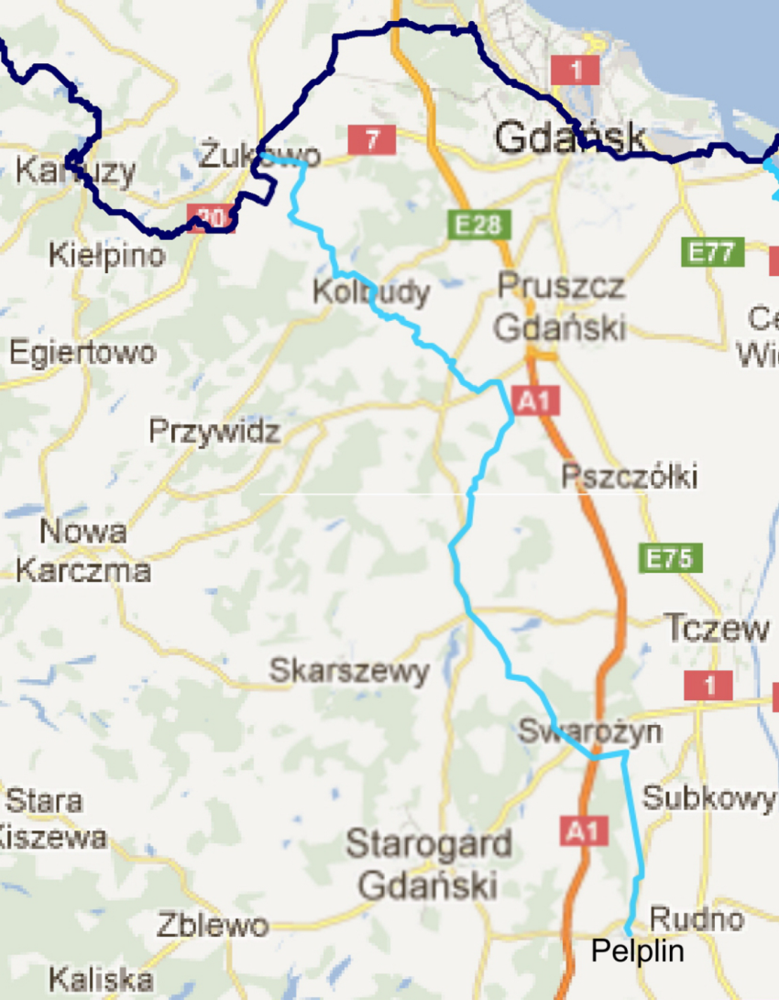 1
Gdańsk
7
Żukowo
Kartuzy
20
E28
Kiełpino
E77
Kolbudy
Pruszcz
Gdański
Egiertowo
A1
Przywidz
Pszczółki
Nowa
Karczma
E75
Tczew
Skarszewy
1
Swarożyn
Stara
Kiszewa
Subkowy
A1
Starogard
Gdański
Zblewo
Rudno
Pelplin
Kaliska